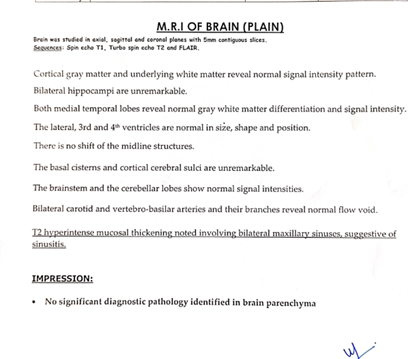 M.R.I OF BRAIN (PLAIN)
Brain was studied in axial, sagittal and coronal planes with 5mm contiguous slices.
Sequences: Spin echo T1, Turbo spin echo T2 and FLAIR.
Cortical gray matter and underlying white matter reveal normal signal intensity pattern.
Bilateral hippocampi are unremarkable.
Both medial temporal lobes reveal normal gray white matter differentiation and signal intensity.
The lateral, 3rd and 4th ventricles are normal in size, shape and position.
There is no shift of the midline structures.
The basal cisterns and cortical cerebral sulci are unremarkable.
The brainstem and the cerebellar lobes show normal signal intensities.
Bilateral carotid and vertebro-basilar arteries and their branches reveal normal flow void.
T2 hyperintense mucosal thickening noted involving bilateral maxillary sinuses, suggestive of
sinusitis.
IMPRESSION:
• No significant diagnostic pathology identified in brain parenchyma